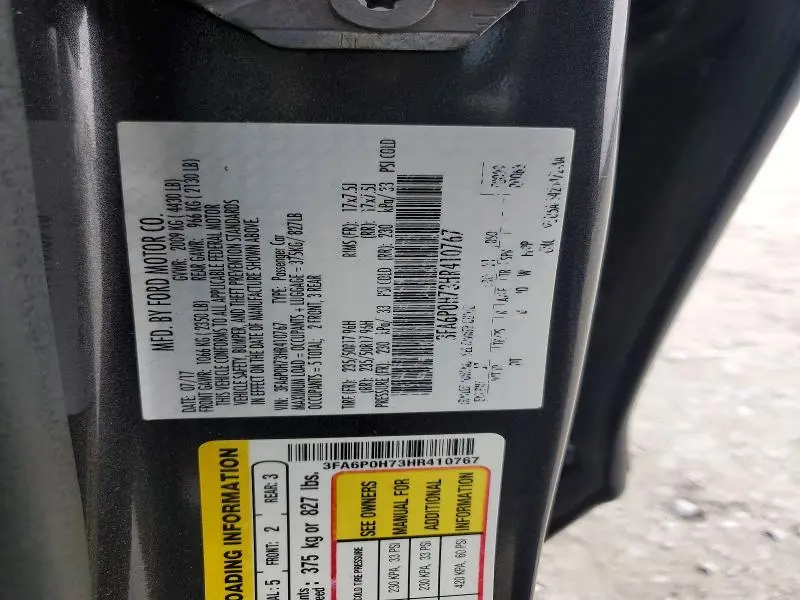 MFD. BY FORD MOTOR CO.
DATE: 07/17 GVWR: 2009 KG ( 4430 LB)
FRONT GAWR: 1066 KG ( 2350 LB) REAR GAWR: 966 KG ( 2130 LB)
THIS VEHICLE CONFORMS TO ALL APPLICABLE FEDERAL MOTOR
VEHICLE SAFETY, BUMPER, AND THEFT PREVENTION STANDARDS
IN EFFECT ON THE DATE OF MANUFACTURE SHOWN ABOVE.
VIN: 3FA6P0H73HR410767 TYPE: Passenger Car
MAXIMUM LOAD = OCCUPANTS + LUGGAGE = 375KG/ 827LB
OCCUPANTS: 5 TOTAL; 2 FRONT, 3 REAR
TIRE (FR): 235/50R17 96H RIMS (FR): 17x7.5J
(RR): 235/50R17 96H (RR): 17x7.5J
PRESSURE (FR): 230 kPa/ 33 PSI COLD (RR): 230 kPa/ 33 PSI COLD
3FA6P0H73HR410767
LOADING INFORMATION
5 FRONT: 2 REAR: 3
375 kg or 827 lbs.
3FA6P0H73HR410767
COLD TIRE PRESSURE
230 KPA, 33 PSI
230 KPA, 33 PSI
420 KPA, 60 PSI
SEE OWNERS
MANUAL FOR
ADDITIONAL
INFORMATION